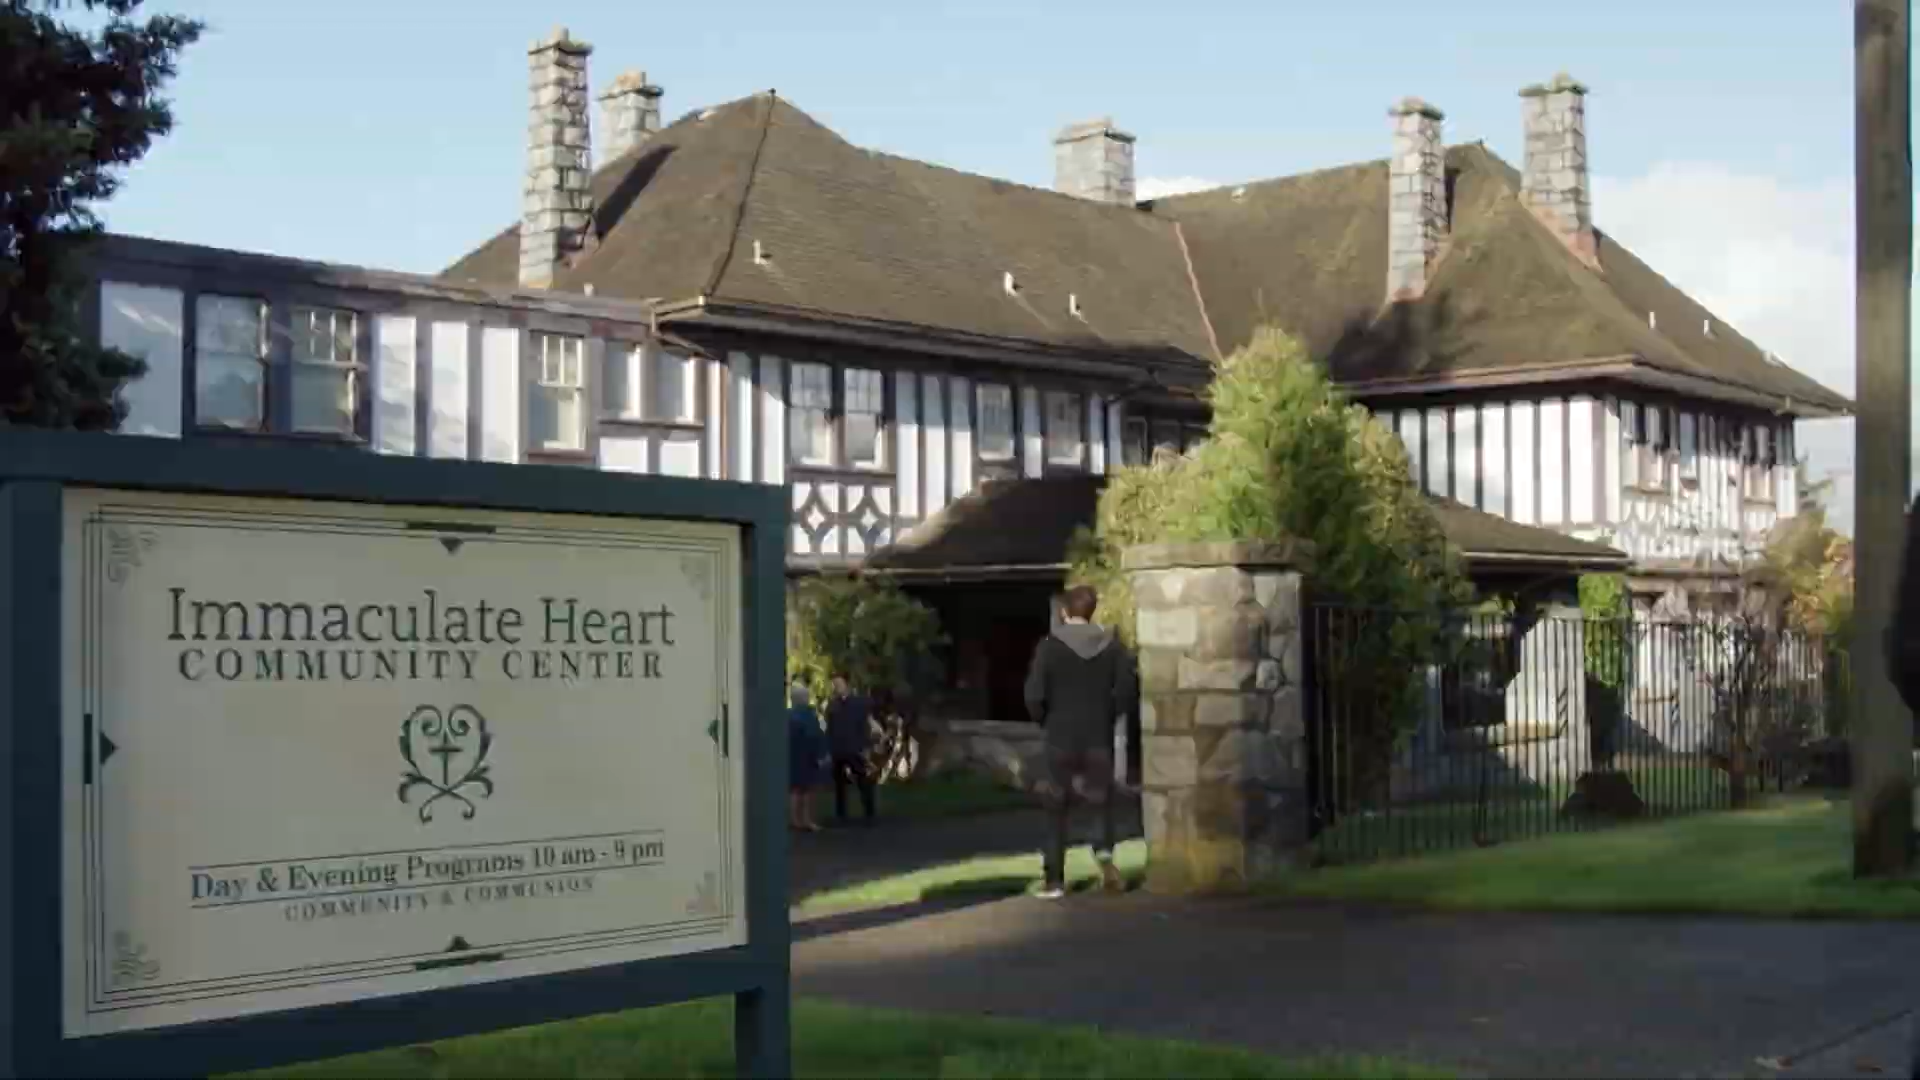 Immaculate Heart
COMMUNITY CENTER
Day & Evening Programs 10 am - 9 pm
COMMUNITY & COMMUNION